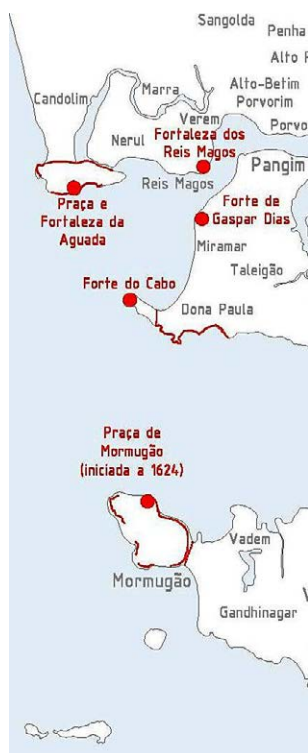 Sangolda
Penha
Alto
Marra
Alto-Betim
Porvorim
Candolim
Verem
Fortaleza dos
Reis Magos
Nerul
Pangim
Reis Magos
Praça e
Fortaleza da
Aguada
Forte de
Gaspar Dias
Miramar
Taleigão
Forte do Cabo
Dona Paula
Praça de
Mormugão
(iniciada a 1624)
Vadem
Mormugão
Gandhinagar